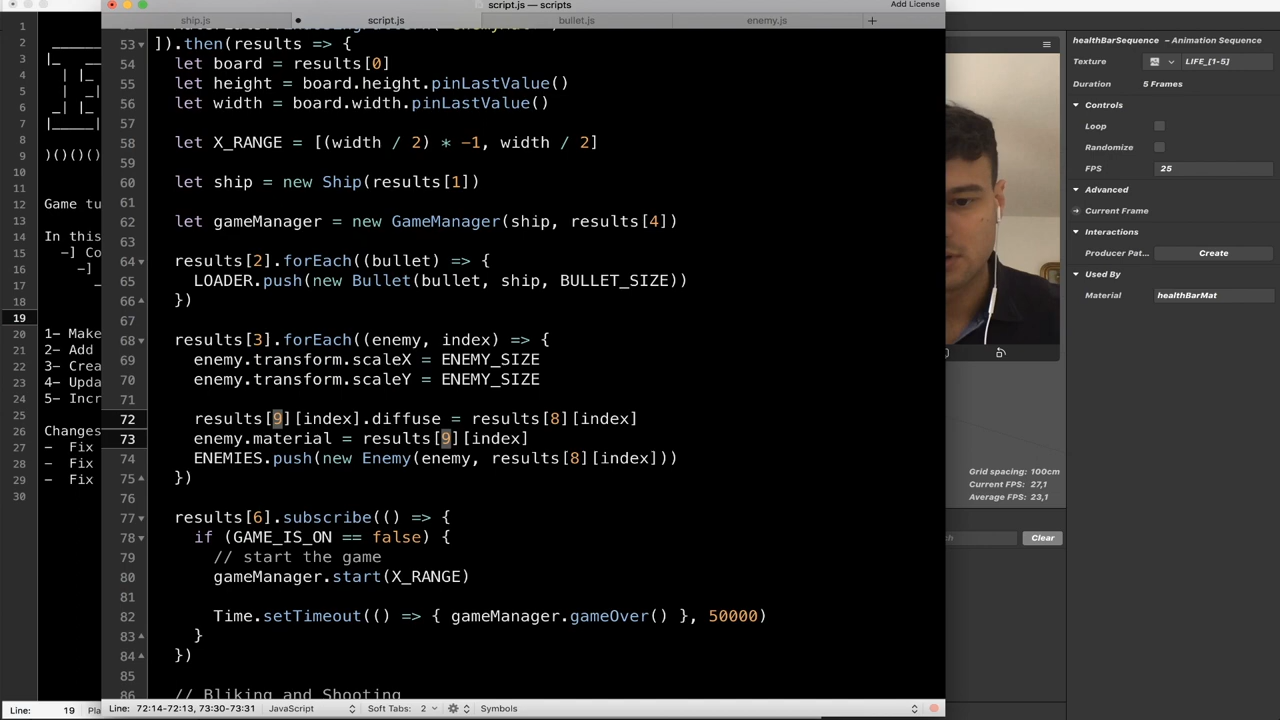 script.js — scripts
Add License
ship.js
script.js
bullet.js
enemy.js
53 ]).then(results => {
54 let board = results[0]
55 let height = board.height.pinLastValue()
56 let width = board.width.pinLastValue()
57
58 let X_RANGE = [(width / 2) * -1, width / 2]
59
60 let ship = new Ship(results[1])
61
62 let gameManager = new GameManager(ship, results[4])
63
64 results[2].forEach((bullet) => {
65 LOADER.push(new Bullet(bullet, ship, BULLET_SIZE))
66 })
67
68 results[3].forEach((enemy, index) => {
69 enemy.transform.scaleX = ENEMY_SIZE
70 enemy.transform.scaleY = ENEMY_SIZE
71
72 results[9][index].diffuse = results[8][index]
73 enemy.material = results[9][index]
74 ENEMIES.push(new Enemy(enemy, results[8][index]))
75 })
76
77 results[6].subscribe(() => {
78 if (GAME_IS_ON == false) {
79 // start the game
80 gameManager.start(X_RANGE)
81
82 Time.setTimeout(() => { gameManager.gameOver() }, 50000)
83 }
84 })
85
86 // Bliking and Shooting
Line: 72:14-72:13, 73:30-73:31
JavaScript
Soft Tabs: 2
Symbols
1
2
3
4
5
6
7
8
9 )()()()
10
11
12 Game tu
13
14 In this
15 -] Co
16 -]
17
18
19
20 1- Make
21 2- Add
22 3- Crea
23 4- Upda
24 5- Incr
25
26 Changes
27 - Fix
28 - Fix
29 - Fix
30
Line: 19
Pla
healthBarSequence – Animation Sequence
Texture
LIFE_[1-5]
Duration
5 Frames
Controls
Loop
Randomize
FPS
25
Advanced
Current Frame
Interactions
Producer Pat...
Create
Used By
Material
healthBarMat
Grid spacing: 100cm
Current FPS: 27,1
Average FPS: 23,1
Clear